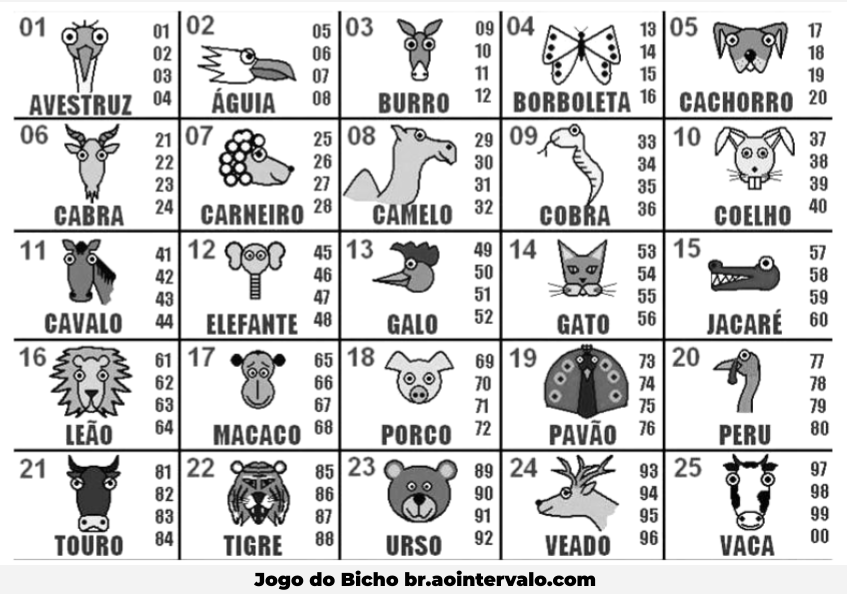 01 01 02 03 04 AVESTRUZ
02 05 06 07 08 ÁGUIA
03 09 10 11 12 BURRO
04 13 14 15 16 BORBOLETA
05 17 18 19 20 CACHORRO
06 21 22 23 24 CABRA
07 25 26 27 28 CARNEIRO
08 29 30 31 32 CAMELO
09 33 34 35 36 COBRA
10 37 38 39 40 COELHO
11 41 42 43 44 CAVALO
12 45 46 47 48 ELEFANTE
13 49 50 51 52 GALO
14 53 54 55 56 GATO
15 57 58 59 60 JACARÉ
16 61 62 63 64 LEÃO
17 65 66 67 68 MACACO
18 69 70 71 72 PORCO
19 73 74 75 76 PAVÃO
20 77 78 79 80 PERU
21 81 82 83 84 TOURO
22 85 86 87 88 TIGRE
23 89 90 91 92 URSO
24 93 94 95 96 VEADO
25 97 98 99 00 VACA
Jogo do Bicho br.aointervalo.com